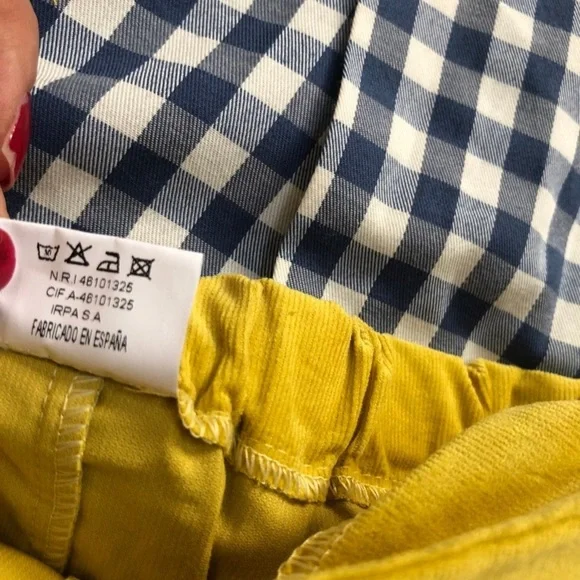 N.R.I 46101325
CIF.A-46101325
IRPA S.A
FABRICADO EN ESPAÑA